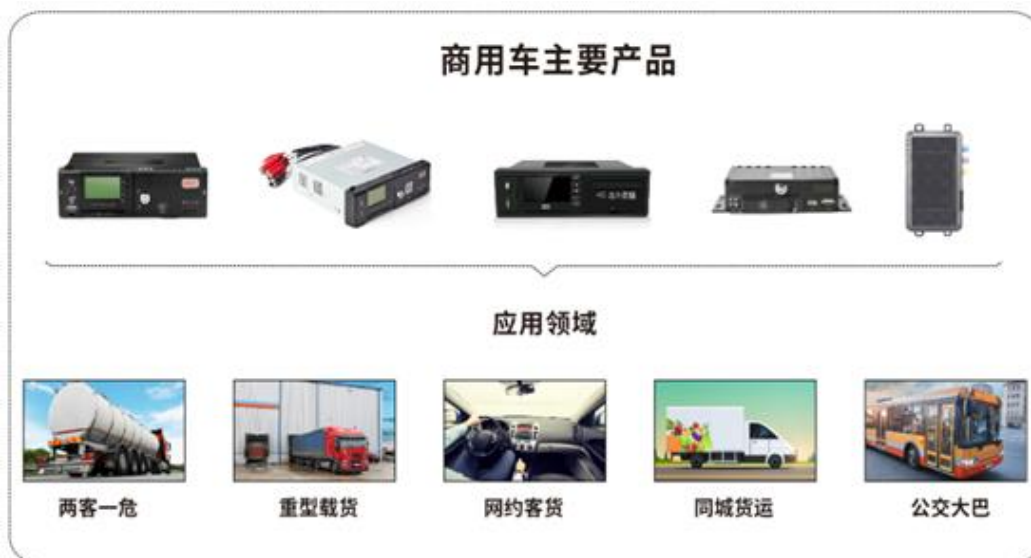 商用车主要产品
应用领域
两客一危
重型载货
网约客货
同城货运
公交大巴